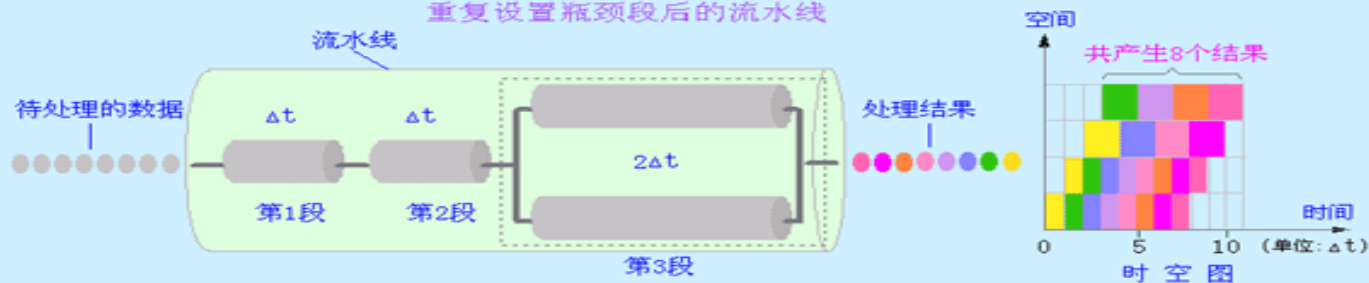 重复设置瓶颈段后的流水线
流水线
待处理的数据
Δt
Δt
2Δt
第1段
第2段
第3段
处理结果
空间
共产生8个结果
时间
0 5 10 (单位:Δt)
时 空 图